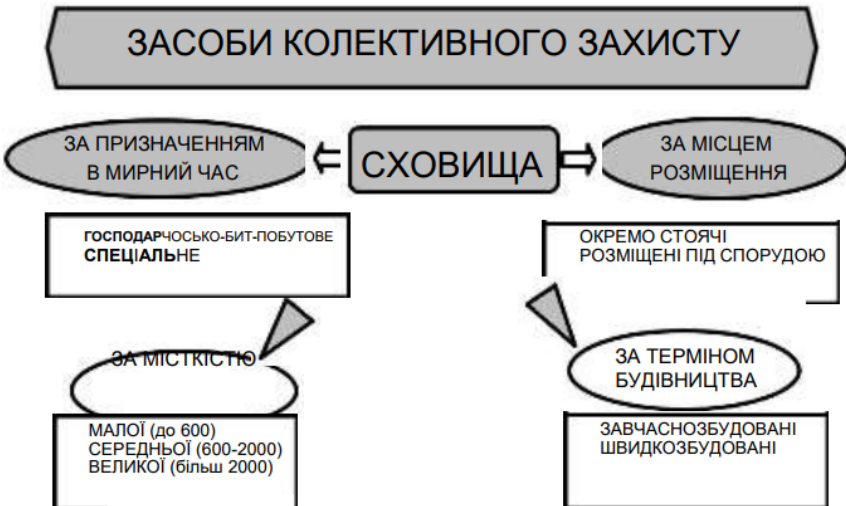 ЗАСОБИ КОЛЕКТИВНОГО ЗАХИСТУ
ЗА ПРИЗНАЧЕННЯМ
В МИРНИЙ ЧАС
СХОВИЩА
ЗА МІСЦЕМ
РОЗМІЩЕННЯ
ГОСПОДАРЧОСЬКО-БИТ-ПОБУТОВЕ
СПЕЦІАЛЬНЕ
ОКРЕМО СТОЯЧІ
РОЗМІЩЕНІ ПІД СПОРУДОЮ
ЗА МІСТКІСТЮ
ЗА ТЕРМІНОМ
БУДІВНИЦТВА
МАЛОЇ (до 600)
СЕРЕДНЬОЇ (600-2000)
ВЕЛИКОЇ (більш 2000)
ЗАВЧАСНОЗБУДОВАНІ
ШВИДКОЗБУДОВАНІ